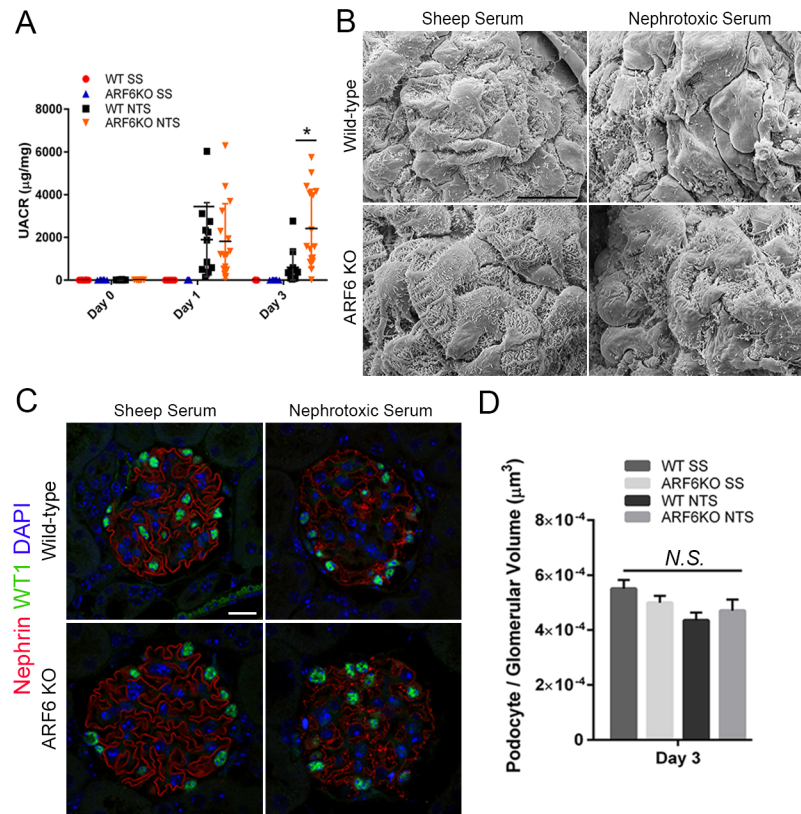 A
WT SS
ARF6KO SS
WT NTS
ARF6KO NTS
8000
6000
4000
2000
0
UACR (µg/mg)
*
Day 0
Day 1
Day 3
B
Sheep Serum
Nephrotoxic Serum
Wild-type
ARF6 KO
C
Sheep Serum
Nephrotoxic Serum
Nephrin WT1 DAPI
Wild-type
ARF6 KO
D
WT SS
ARF6KO SS
WT NTS
ARF6KO NTS
Podocyte / Glomerular Volume (µm³)
8×10⁻⁴
6×10⁻⁴
4×10⁻⁴
2×10⁻⁴
0
N.S.
Day 3